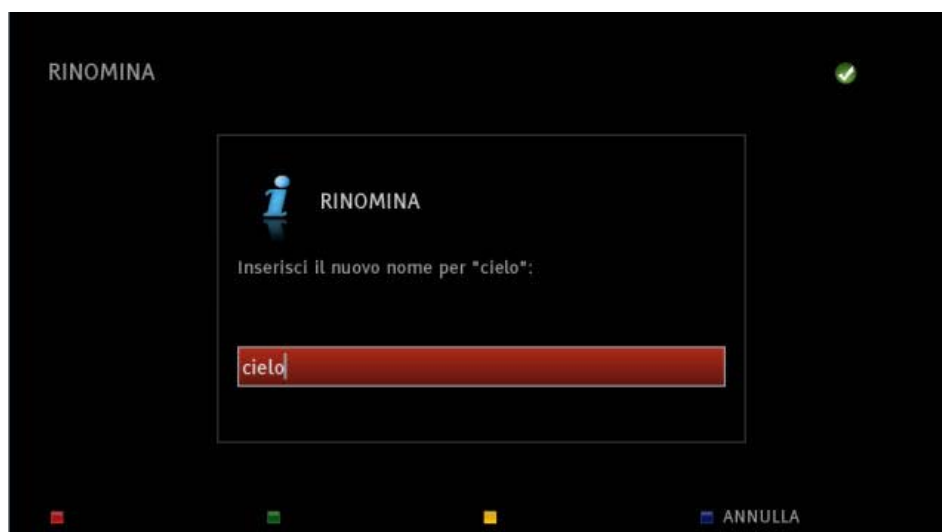 RINOMINA
RINOMINA
Inserisci il nuovo nome per "cielo":
cielo
ANNULLA